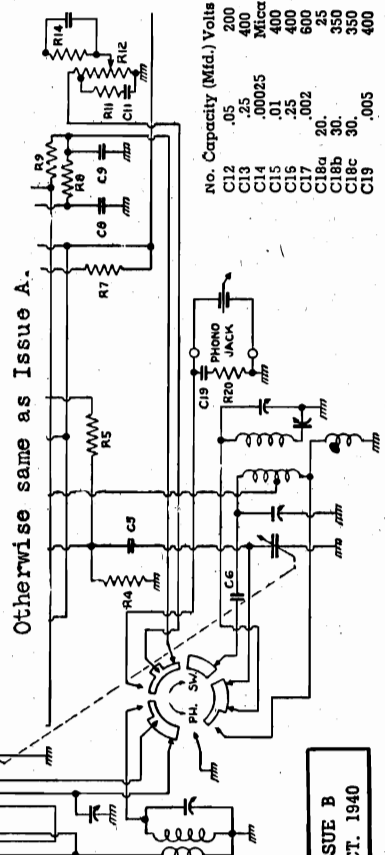 Otherwise same as Issue A.
R14
R12
R11
C11
R9
R8
C9
C8
R7
R5
C5
R4
C6
C19
R20
PHONO
JACK
PH. SW.
No. Capacity (Mfd.) Volts
C12 .05 200
C13 .25 400
C14 .00025 Mica
C15 .01 400
C16 .25 400
C17 .002 600
C18a 20. 25
C18b 30. 350
C18c 30. 350
C19 .005 400
SUE B
CT. 1940